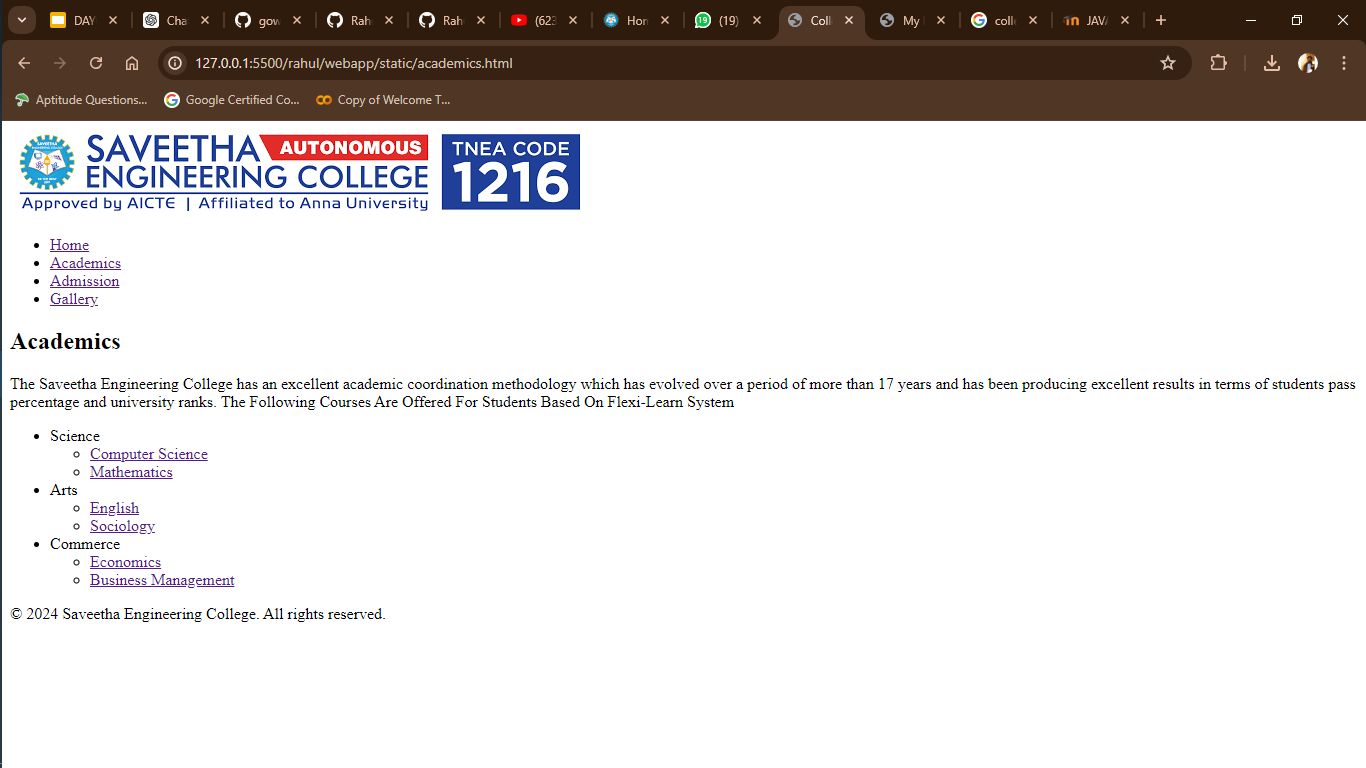 DAY
Cha
gow
Rah
Rah
(623
Hon
19
(19)
Coll
My
coll
JAVA
127.0.0.1:5500/rahul/webapp/static/academics.html
Aptitude Questions...
Google Certified Co...
Copy of Welcome T...
SAVEETHA AUTONOMOUS
ENGINEERING COLLEGE
Approved by AICTE | Affiliated to Anna University
TNEA CODE
1216
• Home
• Academics
• Admission
• Gallery
Academics
The Saveetha Engineering College has an excellent academic coordination methodology which has evolved over a period of more than 17 years and has been producing excellent results in terms of students pass
percentage and university ranks. The Following Courses Are Offered For Students Based On Flexi-Learn System
• Science
◦ Computer Science
◦ Mathematics
• Arts
◦ English
◦ Sociology
• Commerce
◦ Economics
◦ Business Management
© 2024 Saveetha Engineering College. All rights reserved.